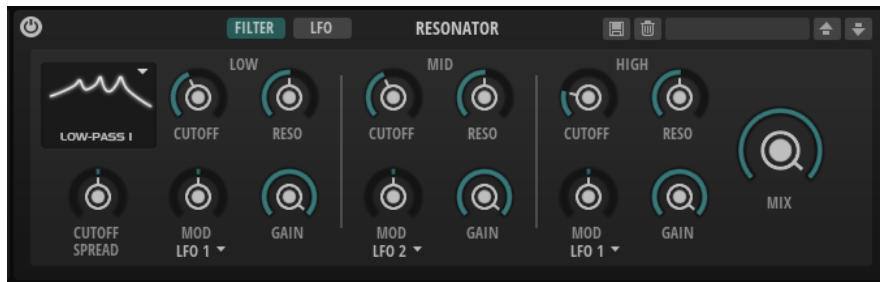 FILTER LFO RESONATOR
LOW MID HIGH
LOW-PASS I
CUTOFF RESO CUTOFF RESO CUTOFF RESO
MIX
CUTOFF SPREAD
MOD GAIN MOD GAIN MOD GAIN
LFO 1 LFO 2 LFO 1